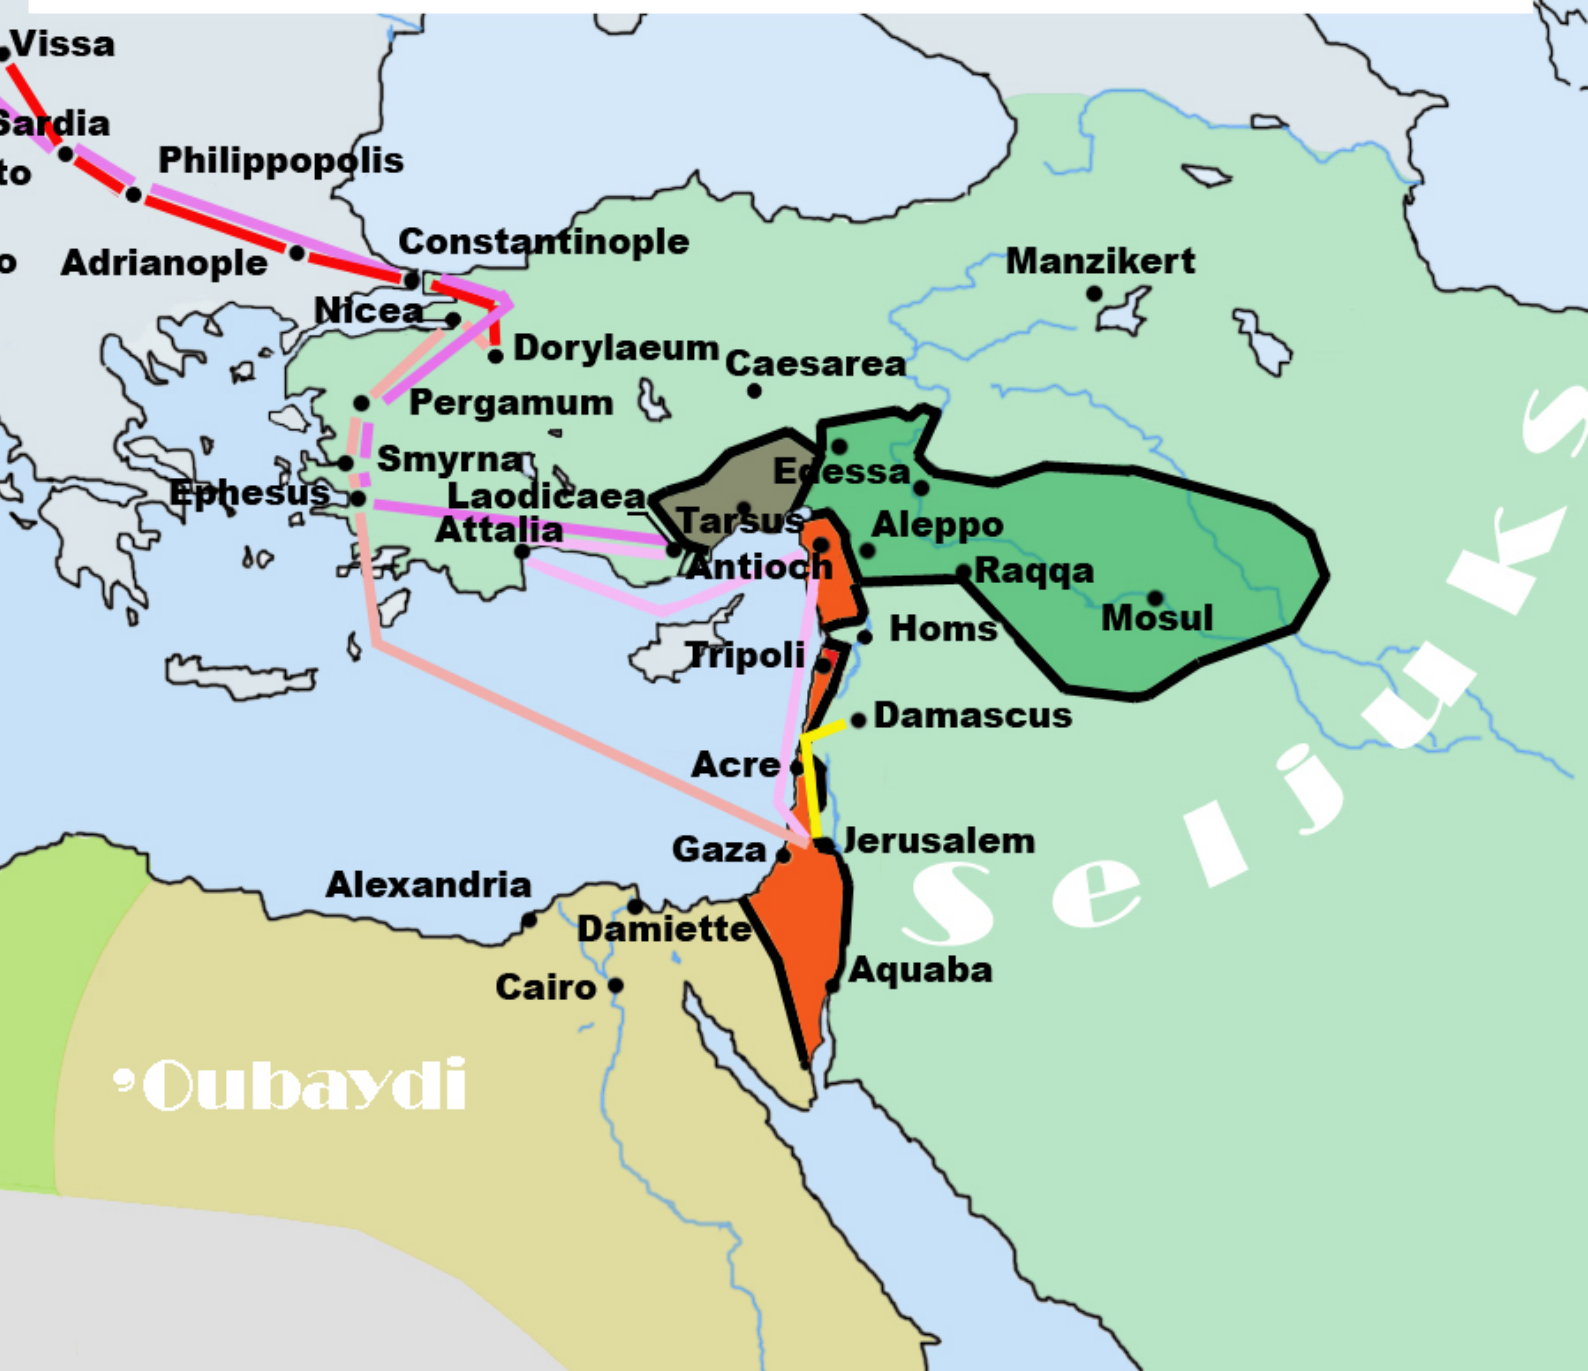 Vissa
Sardia
Philippopolis
to
Constantinople
o
Adrianople
Manzikert
Nicea
Dorylaeum
Caesarea
Pergamum
Smyrna
Edessa
Ephesus
Laodicaea
Tarsus
Aleppo
Attalia
Antioch
Raqqa
Mosul
Homs
Tripoli
Damascus
Acre
Jerusalem
Gaza
Seljuks
Alexandria
Damiette
Aquaba
Cairo
'Oubaydi